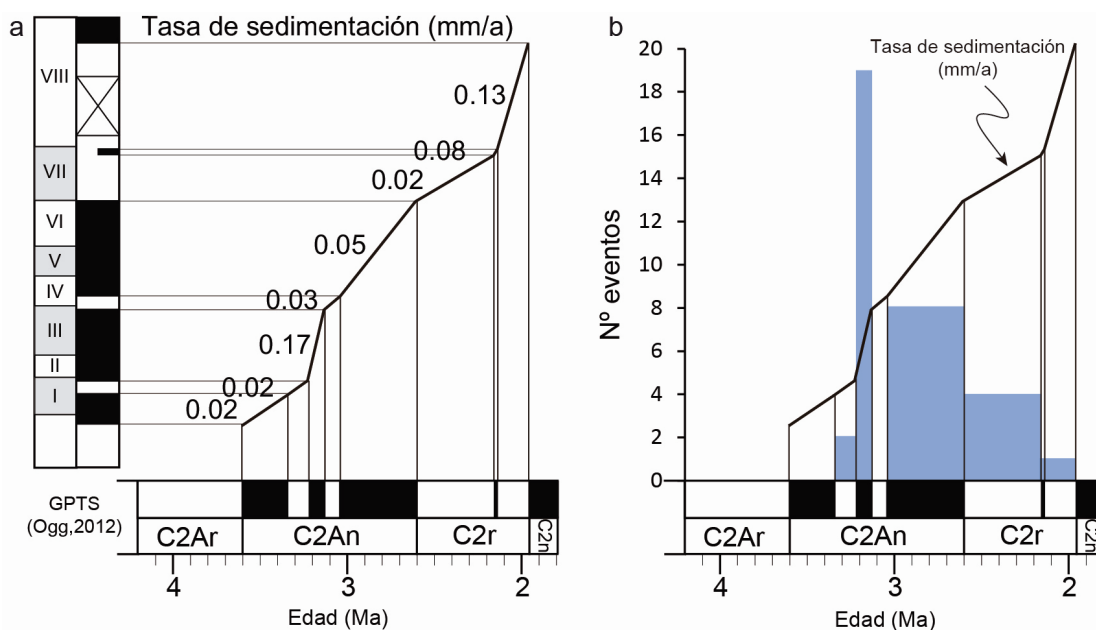 a
Tasa de sedimentación (mm/a)
VIII
VII
VI
V
IV
III
II
I
0.13
0.08
0.02
0.05
0.03
0.17
0.02
0.02
GPTS
(Ogg,2012)
C2Ar
C2An
C2r
C2n
4
3
2
Edad (Ma)
b
Tasa de sedimentación
(mm/a)
Nº eventos
20
18
16
14
12
10
8
6
4
2
0
C2Ar
C2An
C2r
C2n
4
3
2
Edad (Ma)